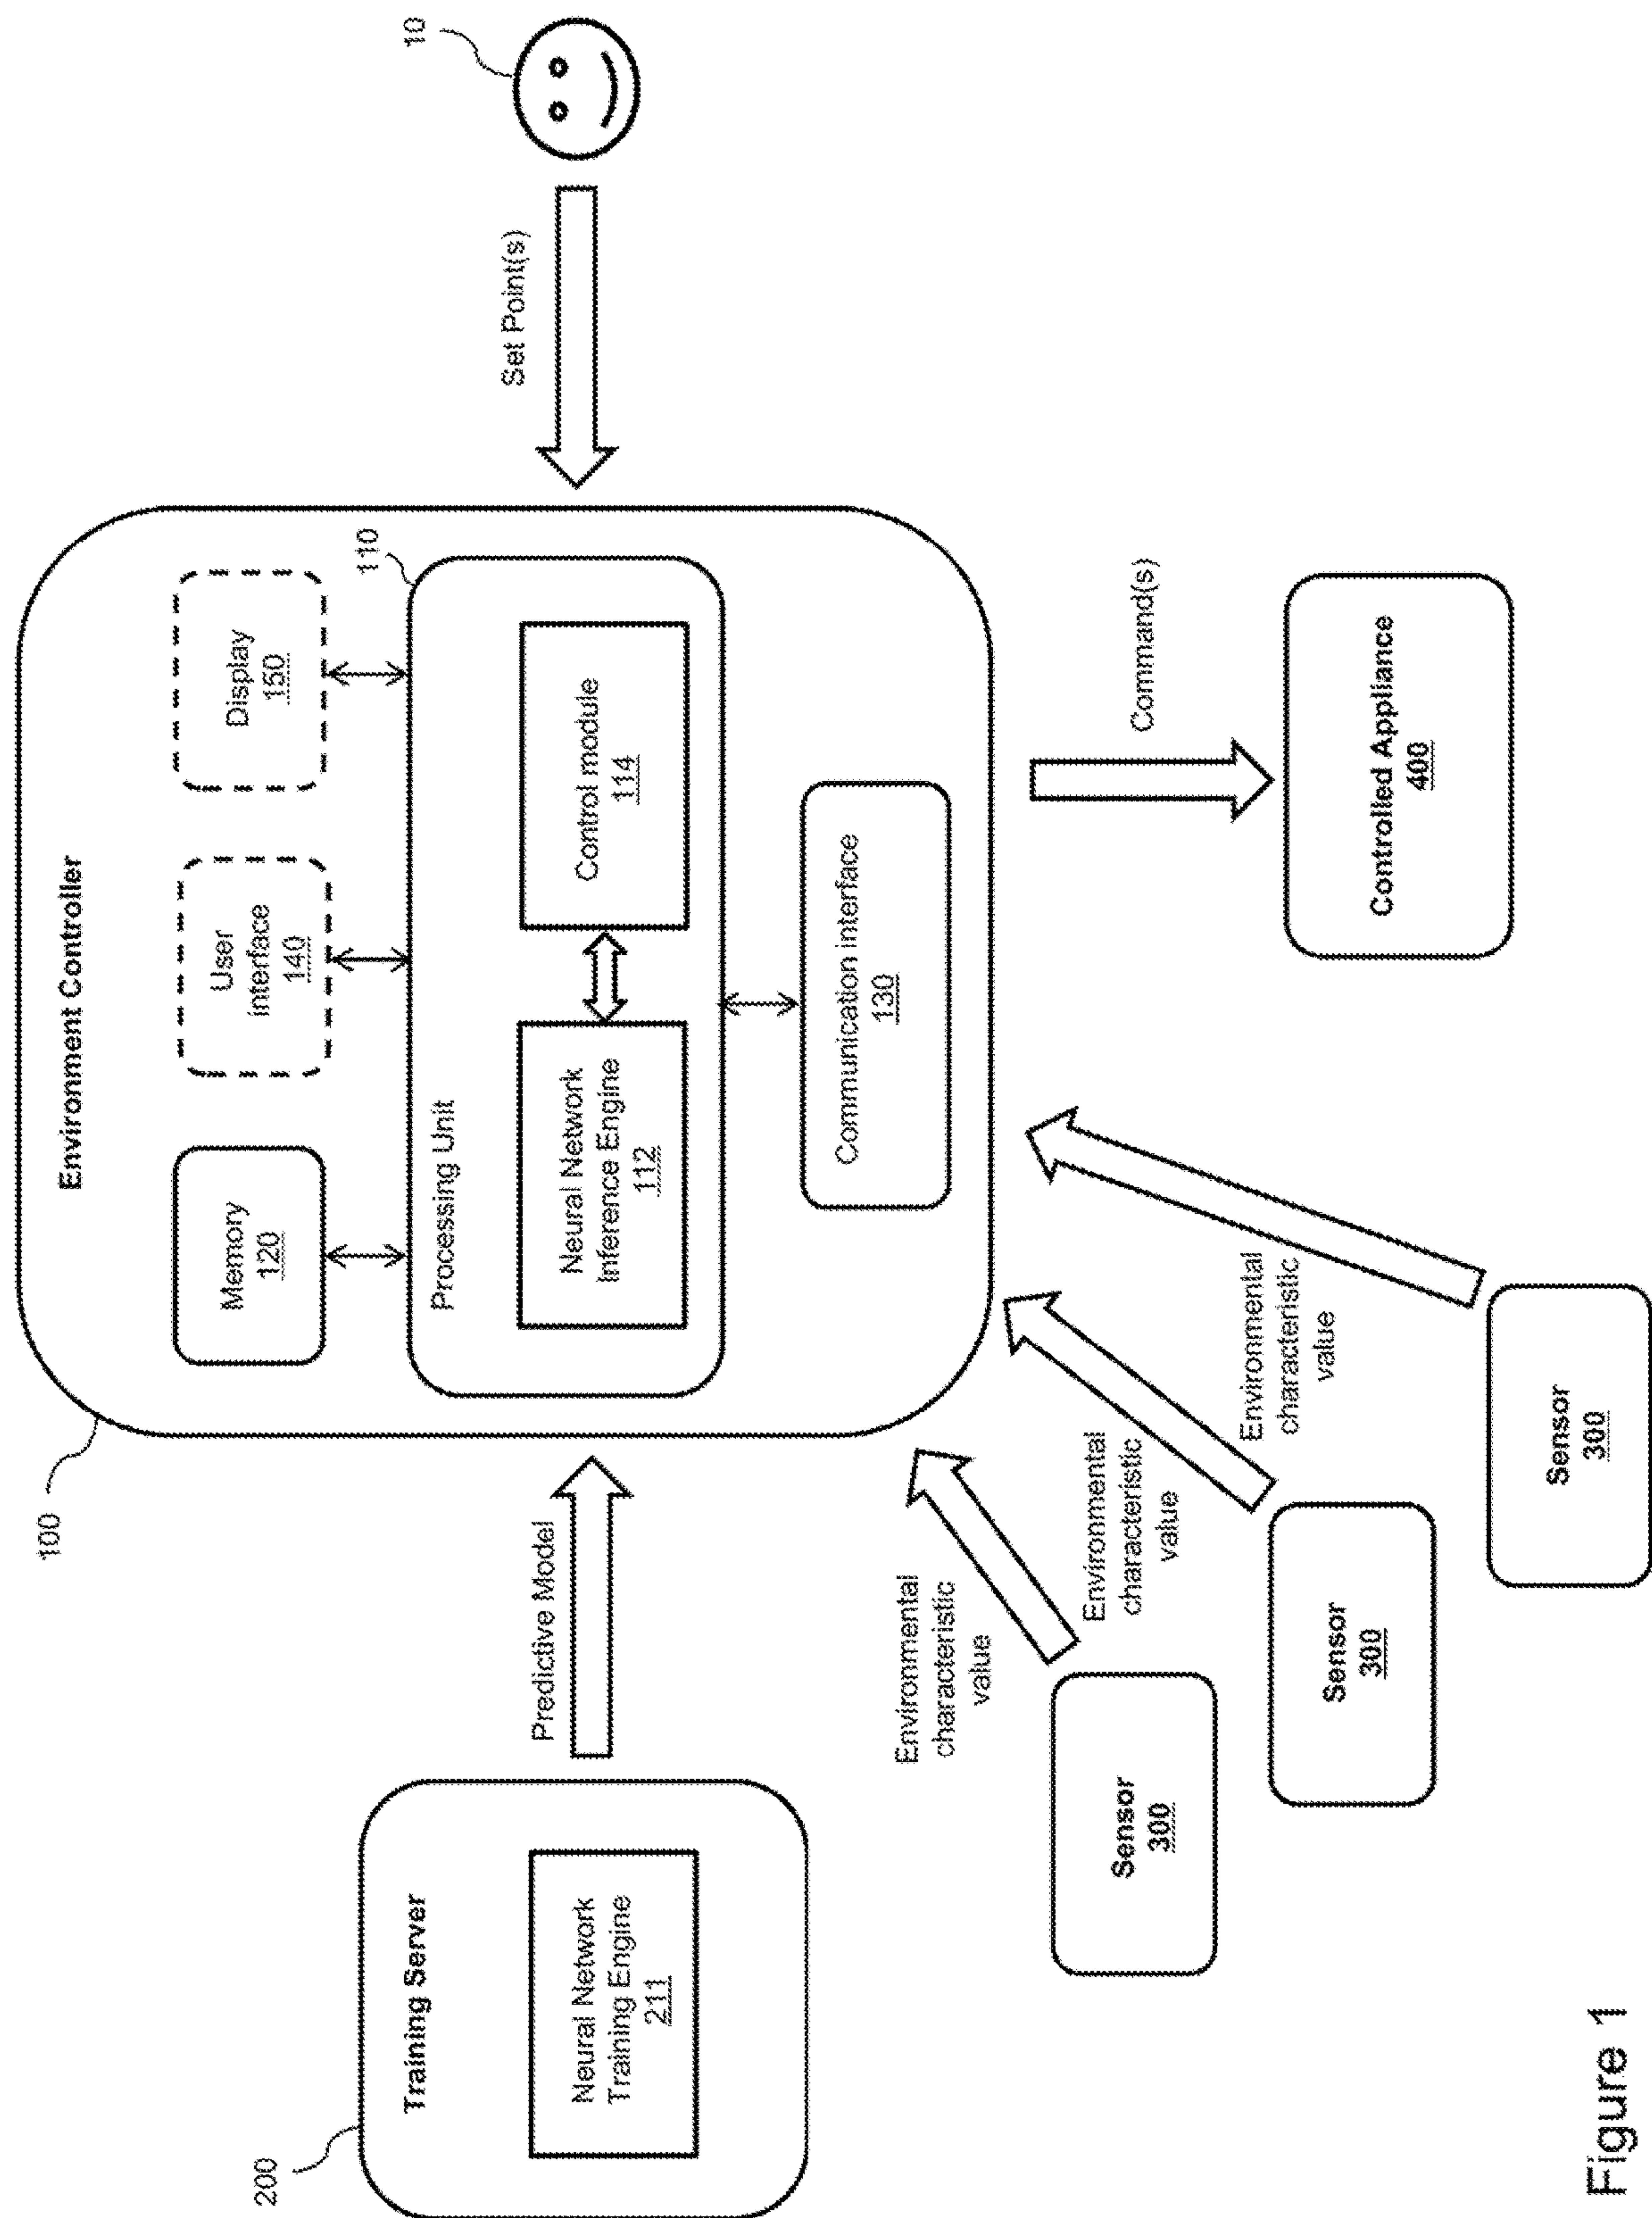 200
Training Server
Neural Network
Training Engine
211
Predictive Model
100
Environment Controller
Memory
120
User
interface
140
Display
150
110
Processing Unit
Neural Network
Inference Engine
112
Control module
114
Communication interface
130
Set Point(s)
10
Environmental
characteristic
value
Environmental
characteristic
value
Environmental
characteristic
value
Sensor
300
Sensor
300
Sensor
300
Command(s)
Controlled Appliance
400
Figure 1